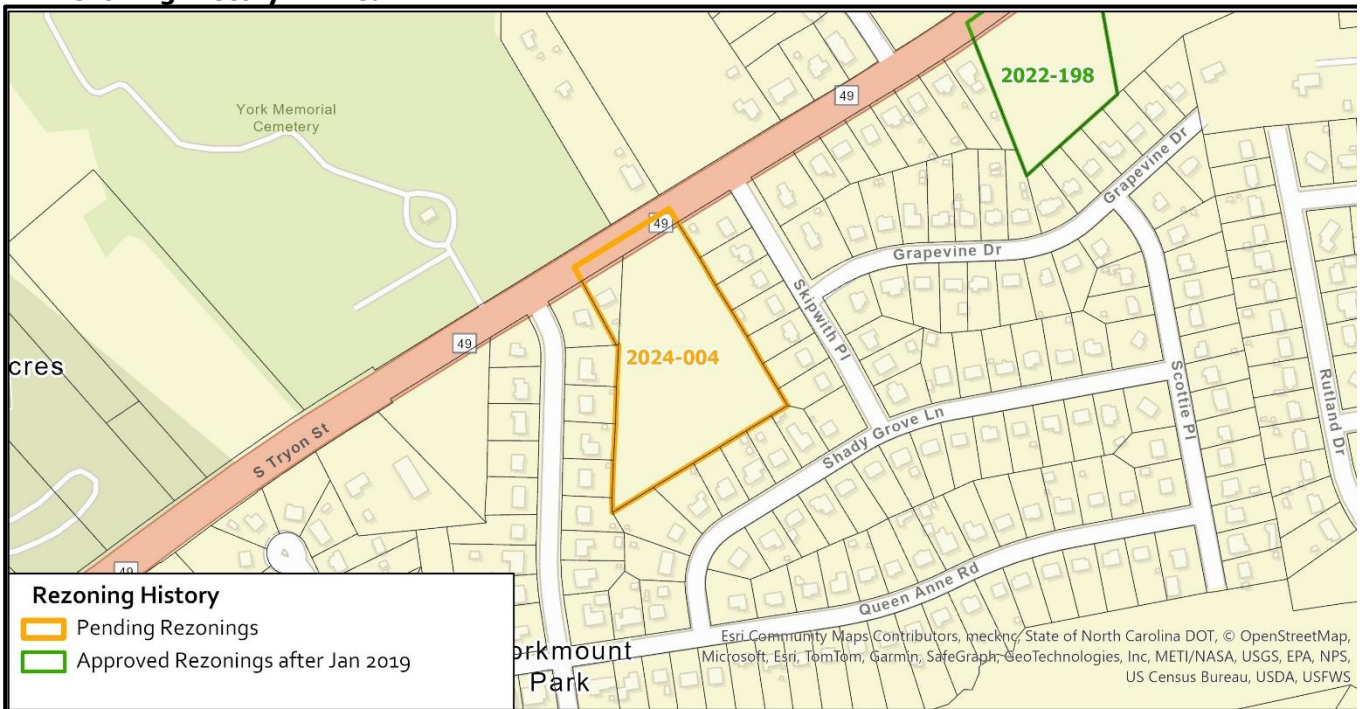 York Memorial
Cemetery
49
2022-198
Grapevine Dr
49
Grapevine Dr
Skipwith Pl
49
cres
2024-004
Scottie Pl
Rutland Dr
S Tryon St
Shady Grove Ln
49
Queen Anne Rd
orkmount
Park
Rezoning History
Pending Rezonings
Approved Rezonings after Jan 2019
Esri Community Maps Contributors, mecknc, State of North Carolina DOT, © OpenStreetMap,
Microsoft, Esri, TomTom, Garmin, SafeGraph, GeoTechnologies, Inc, METI/NASA, USGS, EPA, NPS,
US Census Bureau, USDA, USFWS